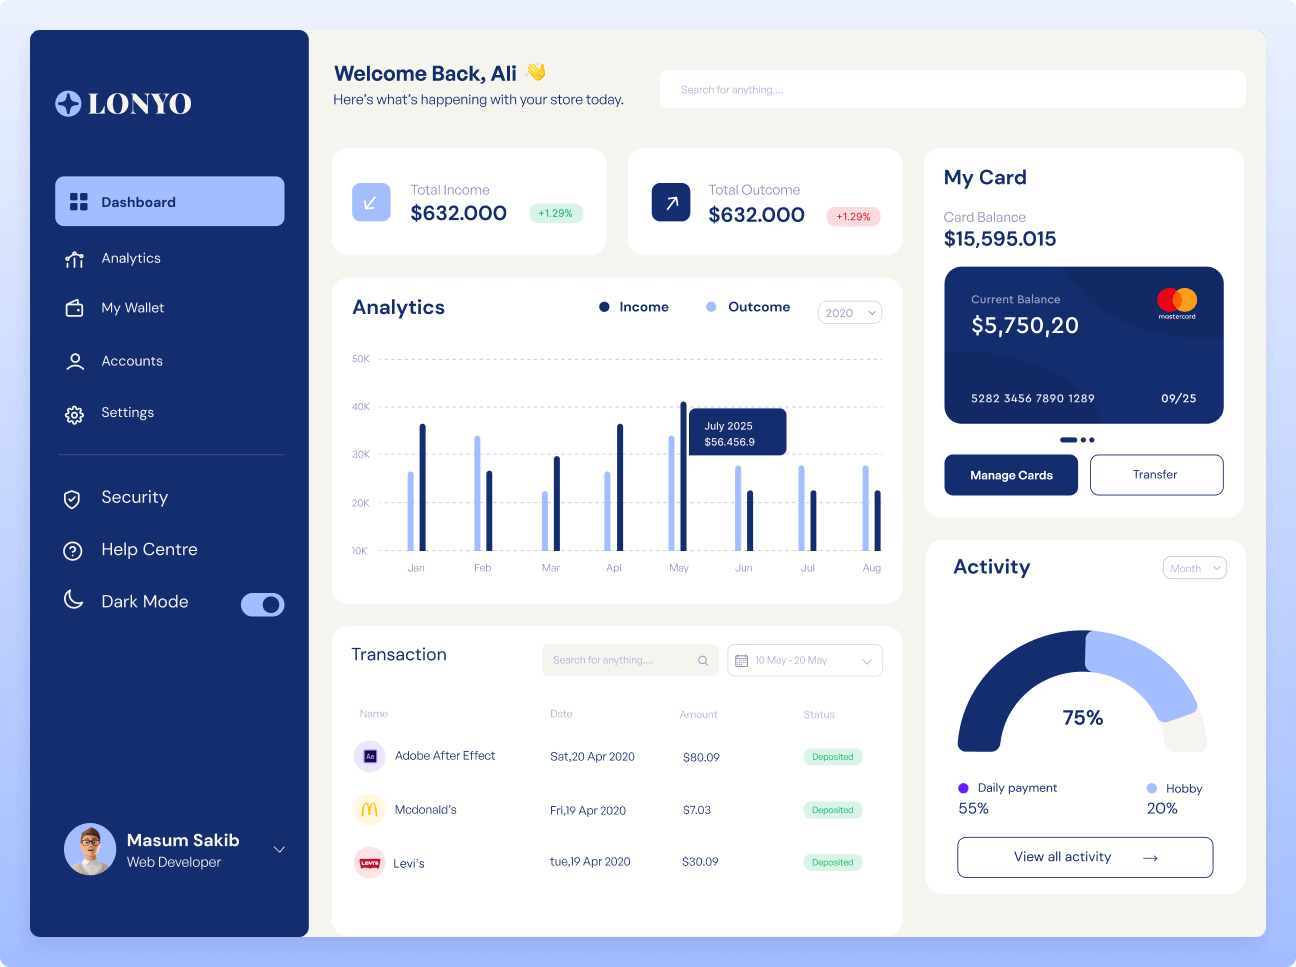 LONYO
Dashboard
Analytics
My Wallet
Accounts
Settings
Security
Help Centre
Dark Mode
Masum Sakib
Web Developer
Welcome Back, Ali 👋
Here's what's happening with your store today.
Search for anything....
Total Income
$632.000
+1.29%
Total Outcome
$632.000
+1.29%
Analytics
Income
Outcome
2020
50K
40K
30K
20K
10K
July 2025
$56.456.9
Jan
Feb
Mar
Api
May
Jun
Jul
Aug
Transaction
Search for anything....
10 May - 20 May
Name Date Amount Status
Ae
Adobe After Effect Sat,20 Apr 2020 $80.09 Deposited
Mcdonald's Fri,19 Apr 2020 $7.03 Deposited
Levi's
Levi's tue,19 Apr 2020 $30.09 Deposited
My Card
Card Balance
$15,595.015
Current Balance
$5,750,20
mastercard
5282 3456 7890 1289
09/25
Manage Cards
Transfer
Activity
Month
75%
Daily payment
55%
Hobby
20%
View all activity →